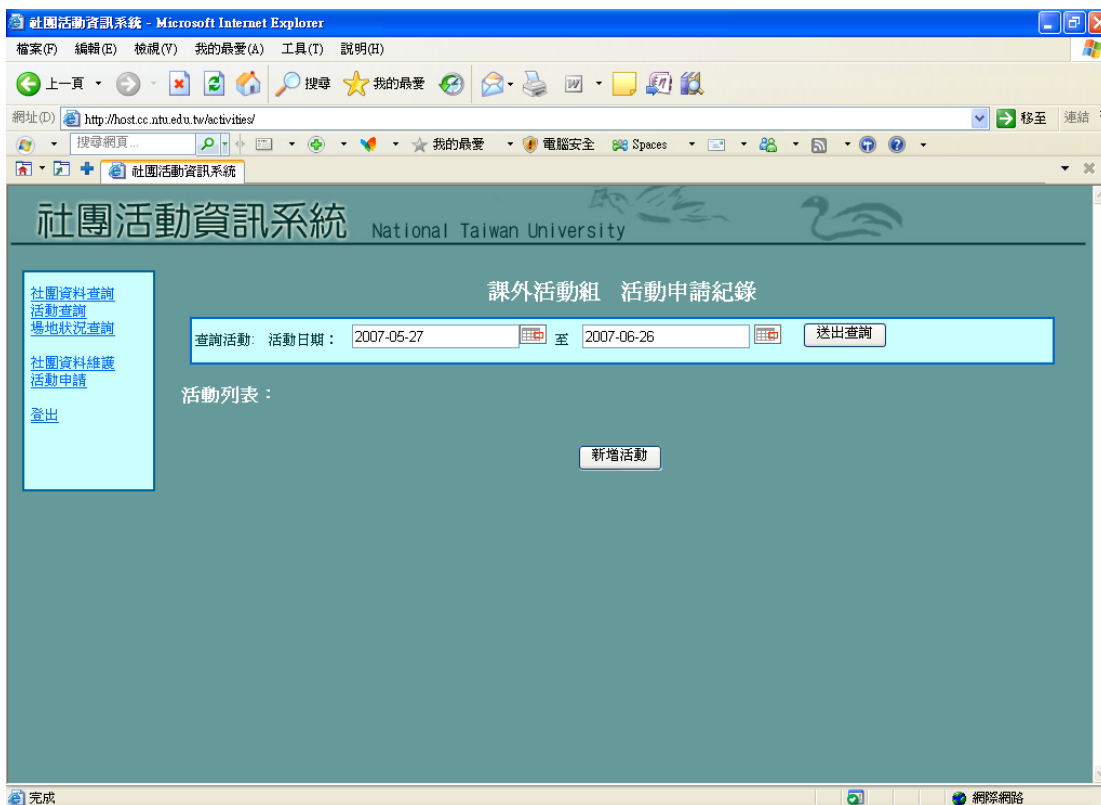 社團活動資訊系統 - Microsoft Internet Explorer
檔案(F) 編輯(E) 檢視(V) 我的最愛(A) 工具(T) 說明(H)
上一頁 搜尋 我的最愛
網址(D) http://host.cc.ntu.edu.tw/activities/ 移至 連結
搜尋網頁... 我的最愛 電腦安全 Spaces
社團活動資訊系統
社團活動資訊系統 National Taiwan University
課外活動組 活動申請紀錄
社團資料查詢
活動查詢
場地狀況查詢
社團資料維護
活動申請
登出
查詢活動: 活動日期： 2007-05-27 至 2007-06-26 送出查詢
活動列表：
新增活動
完成 網際網路